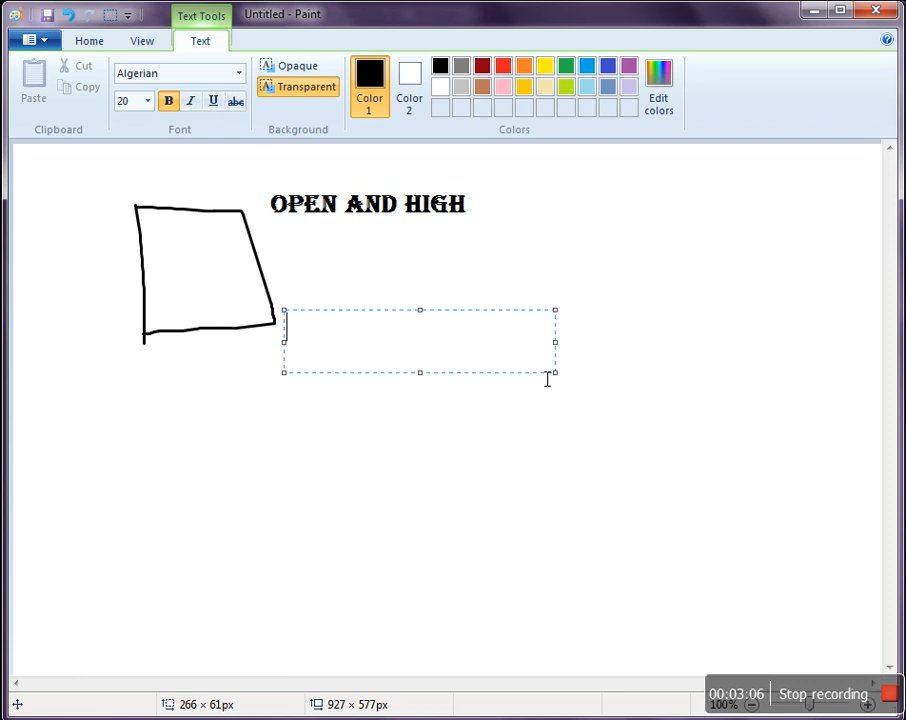 Text Tools
Untitled - Paint
Home
View
Text
Paste
Cut
Copy
Clipboard
Algerian
20
B
I
U
abc
Font
A Opaque
A Transparent
Background
Color
1
Color
2
Edit
colors
Colors
OPEN AND HIGH
266 × 61px
927 × 577px
100%
00:03:06
Stop recording